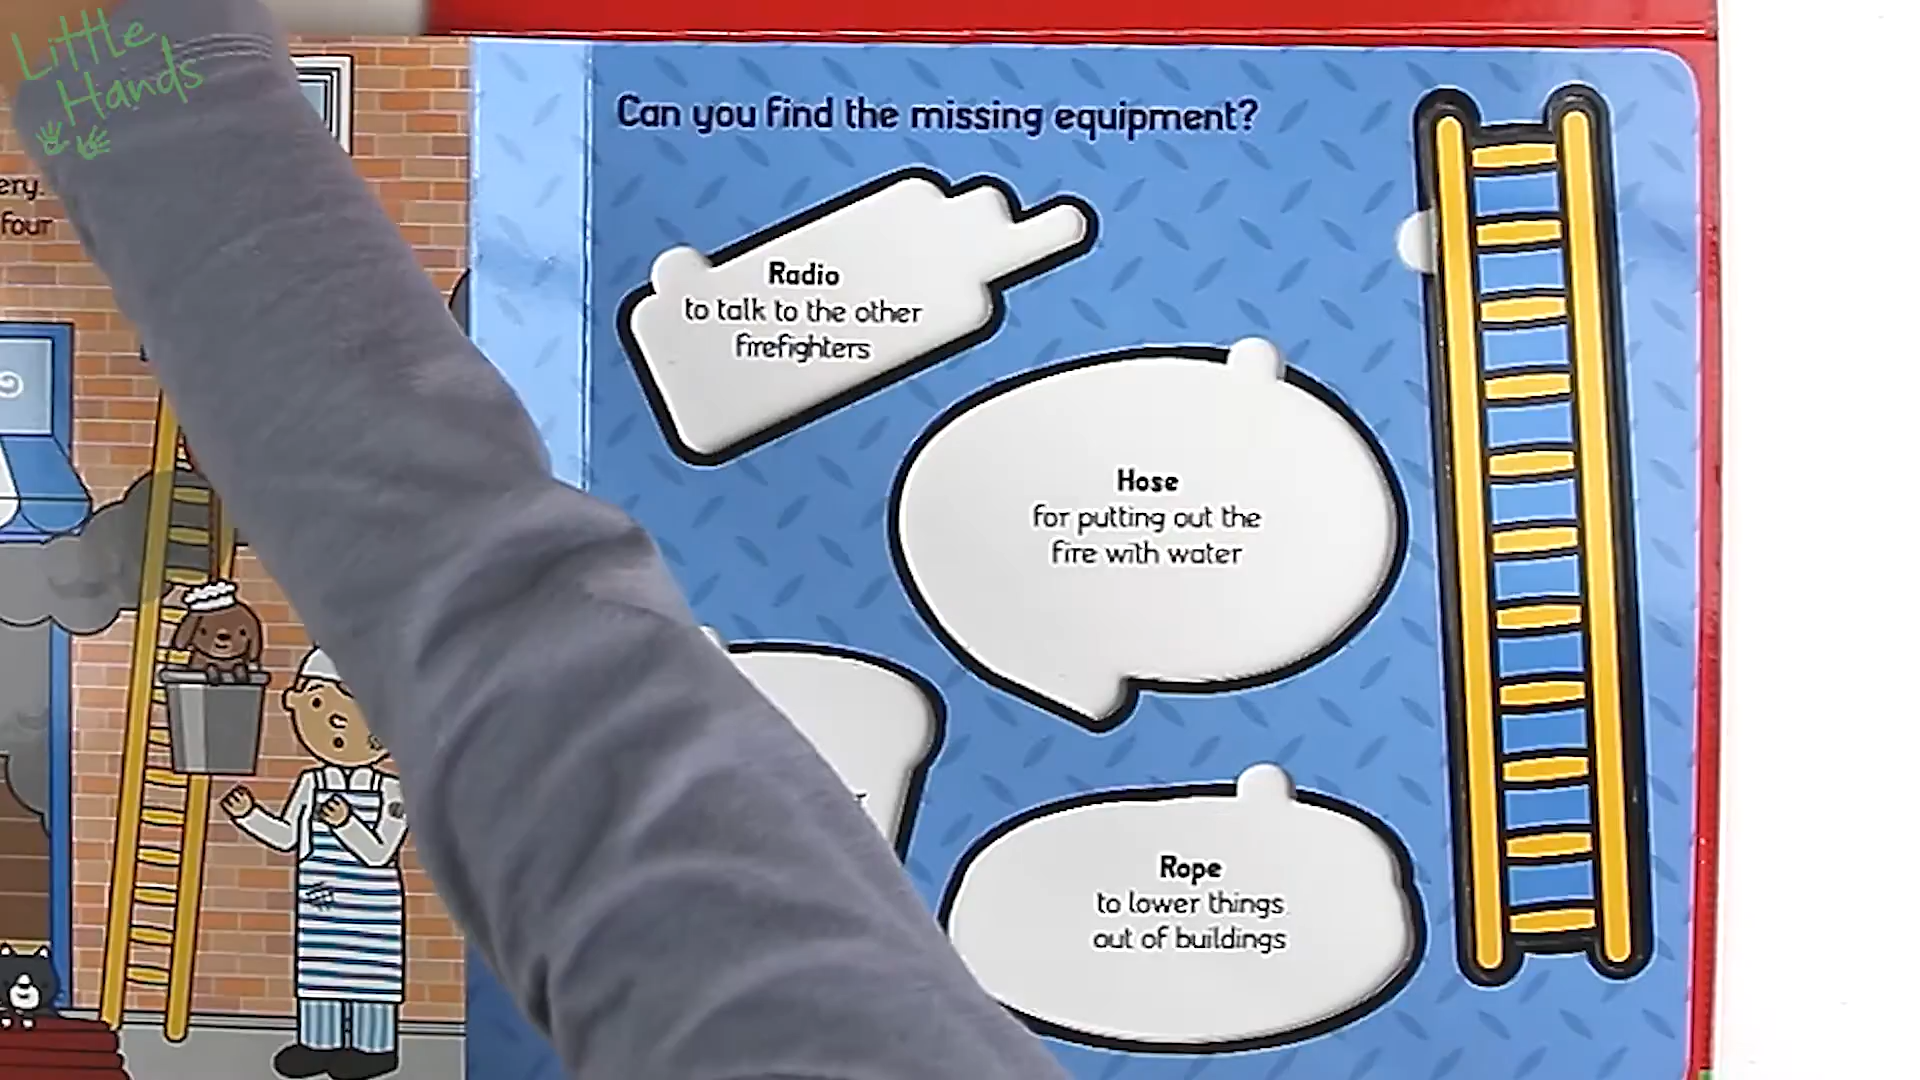 Little
Hands
ery.
four
Can you find the missing equipment?
Radio
to talk to the other
firefighters
Hose
for putting out the
fire with water
Rope
to lower things
out of buildings